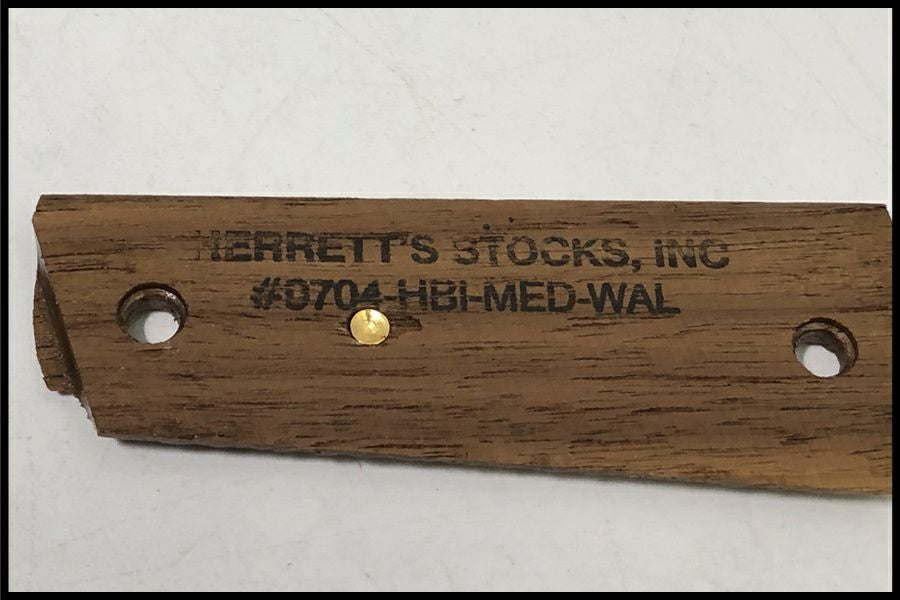 HERRETT'S STOCKS, INC
#0704-HBI-MED-WAL